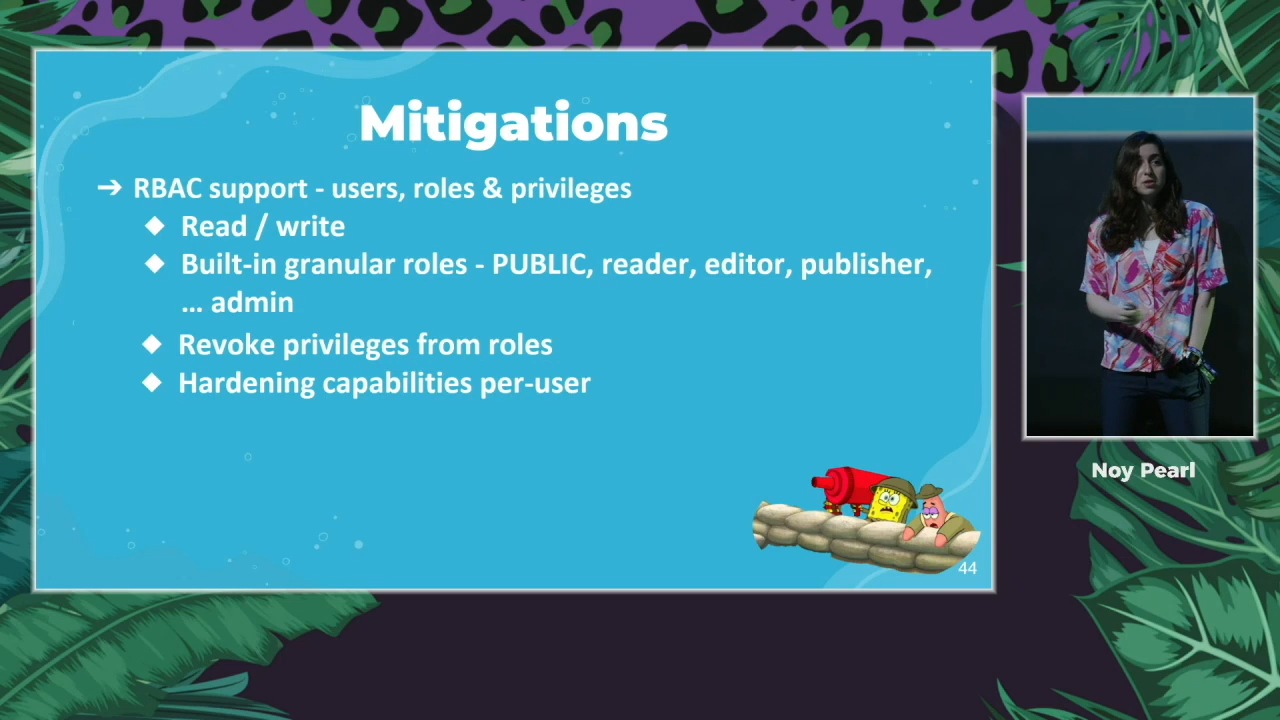 Mitigations
➔ RBAC support - users, roles & privileges
◆ Read / write
◆ Built-in granular roles - PUBLIC, reader, editor, publisher,
... admin
◆ Revoke privileges from roles
◆ Hardening capabilities per-user
44
Noy Pearl